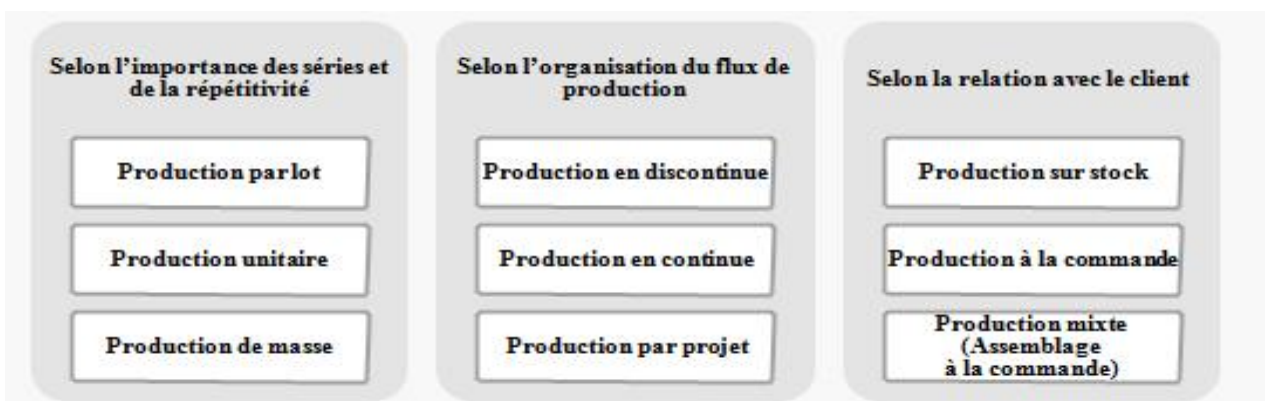 Selon l'importance des séries et
de la répétitivité
Production par lot
Production unitaire
Production de masse
Selon l'organisation du flux de
production
Production en discontinue
Production en continue
Production par projet
Selon la relation avec le client
Production sur stock
Production à la commande
Production mixte
(Assemblage
à la commande)